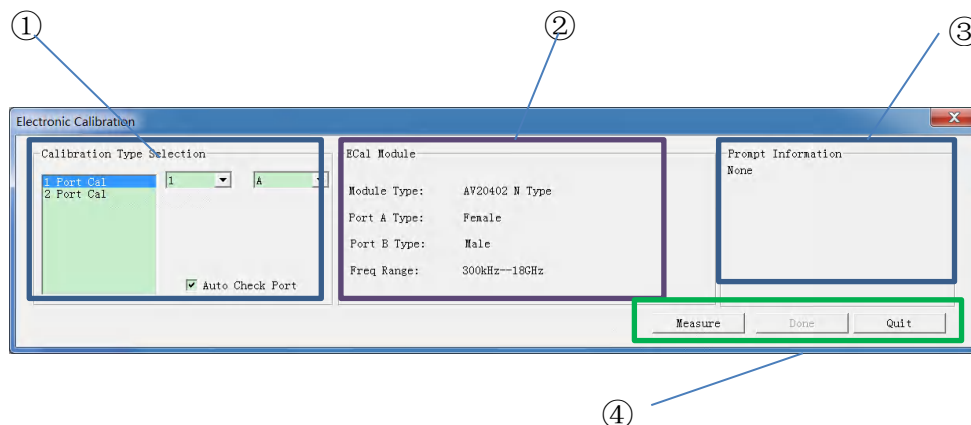 ① ② ③
Electronic Calibration X
Calibration Type Selection
1 Port Cal
2 Port Cal
1 A
Auto Check Port
ECal Module
Module Type: AV20402 N Type
Port A Type: Female
Port B Type: Male
Freq Range: 300kHz--18GHz
Prompt Information
None
Measure Done Quit
④